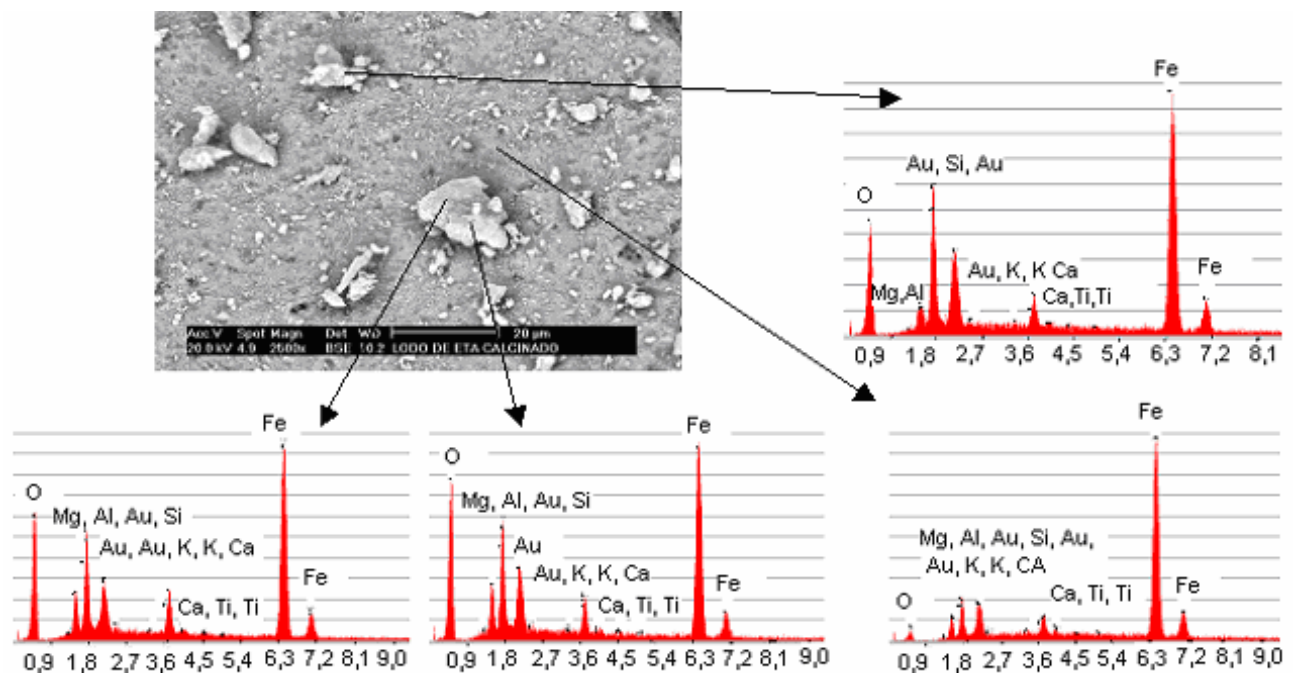 Acc.V Spot Magn Det WD 20 µm
20.0 kV 4.9 2500x BSE 10.2 LODO DE ETA CALCINADO
Fe
Au, Si, Au
O
Au, K, K Ca
Fe
Mg,Al
Ca,Ti,Ti
0,9 1,8 2,7 3,6 4,5 5,4 6,3 7,2 8,1
Fe
O
Mg, Al, Au, Si
Au, Au, K, K, Ca
Fe
Ca, Ti, Ti
0,9 1,8 2,7 3,6 4,5 5,4 6,3 7,2 8,1 9,0
Fe
O
Mg, Al, Au, Si
Au
Au, K, K, Ca
Fe
Ca, Ti, Ti
0,9 1,8 2,7 3,6 4,5 5,4 6,3 7,2 8,1 9,0
Fe
Mg, Al, Au, Si, Au,
Au, K, K, CA
Ca, Ti, Ti
Fe
O
0,9 1,8 2,7 3,6 4,5 5,4 6,3 7,2 8,1 9,0